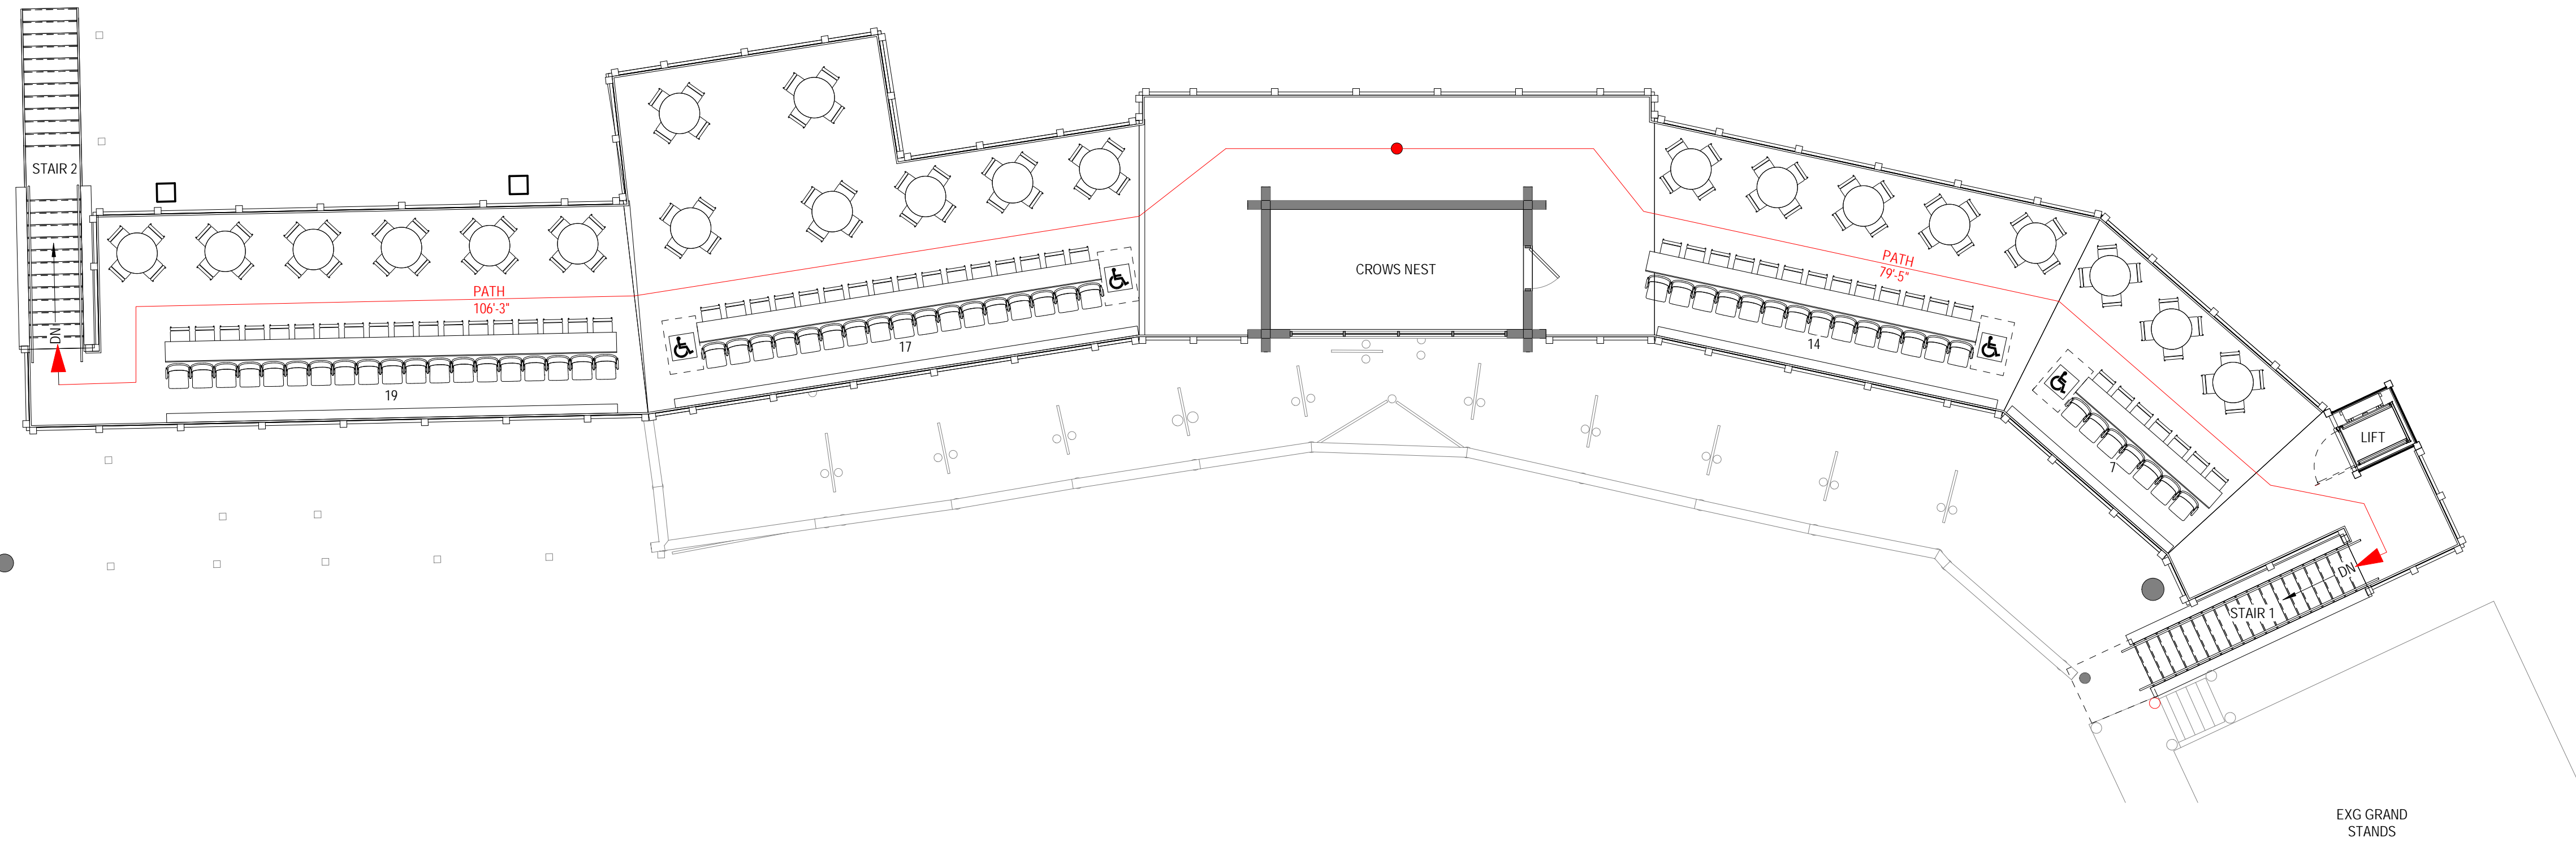 STAIR 2
DN
PATH
106'-3"
19
17
CROWS NEST
PATH
79'-5"
14
7
LIFT
DN
STAIR 1
EXG GRAND
STANDS